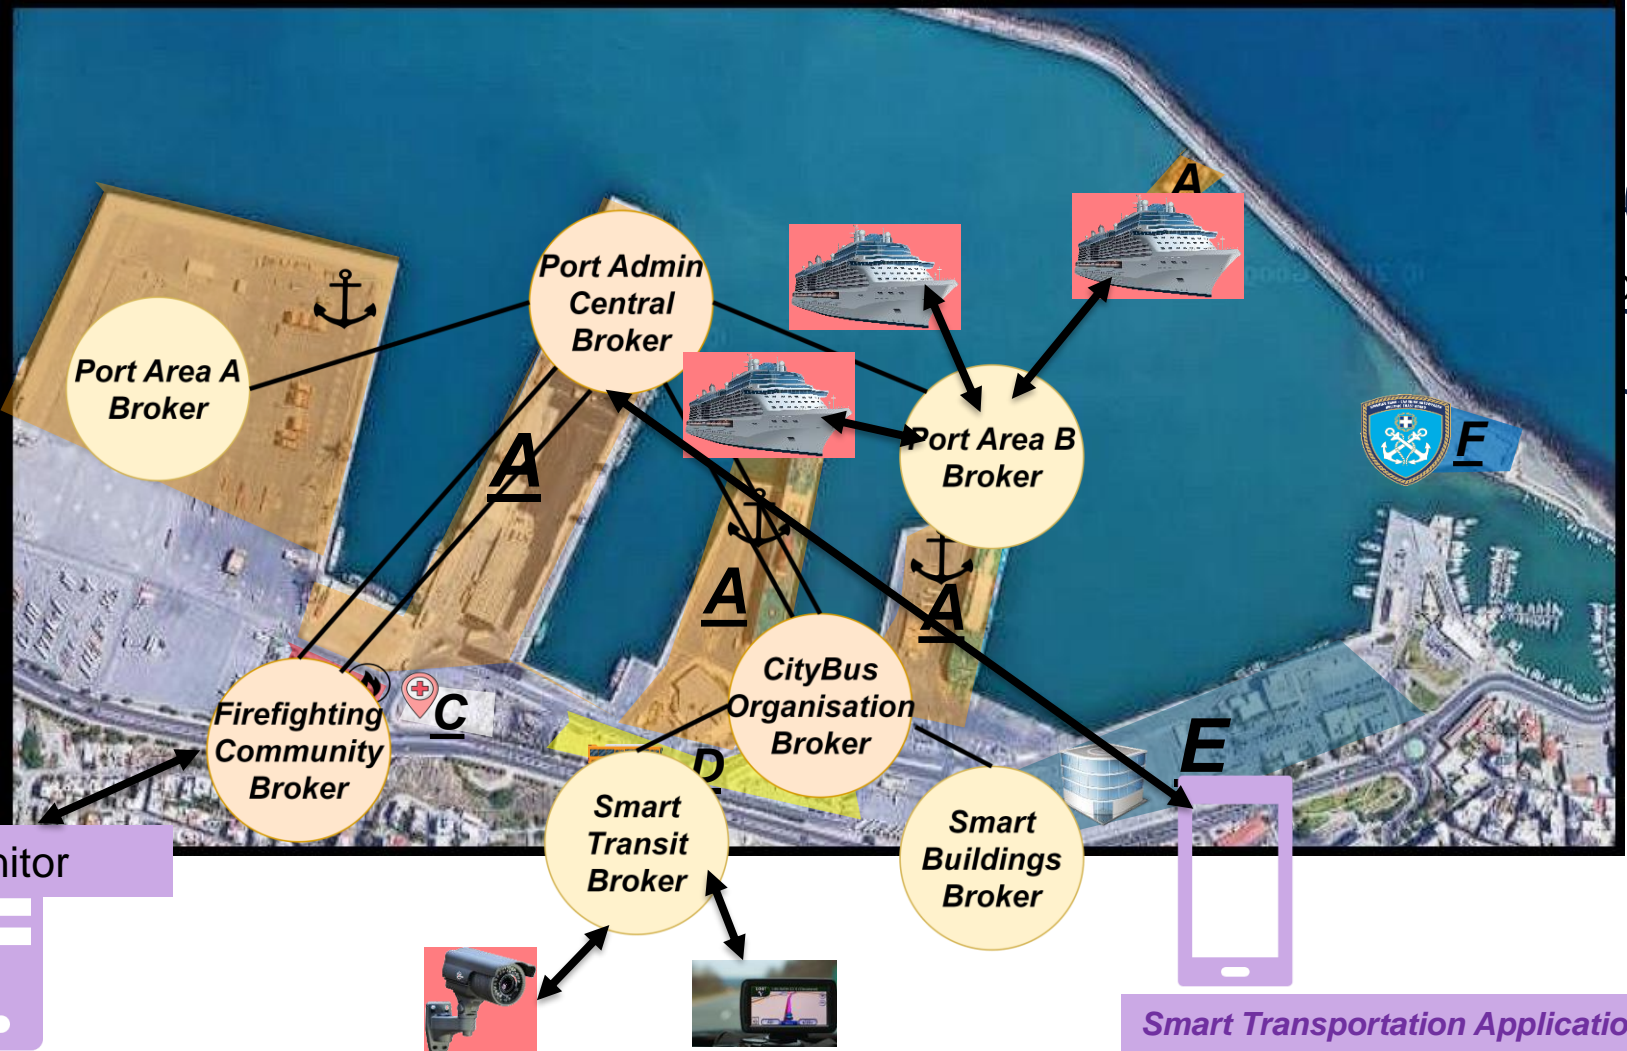 A
Port Admin
Central
Broker
Port Area A
Broker
Port Area B
Broker
A
F
A
A
CityBus
Organisation
Broker
Firefighting
Community
Broker
C
D
E
Smart
Transit
Broker
Smart
Buildings
Broker
nitor
Smart Transportation Applicatio